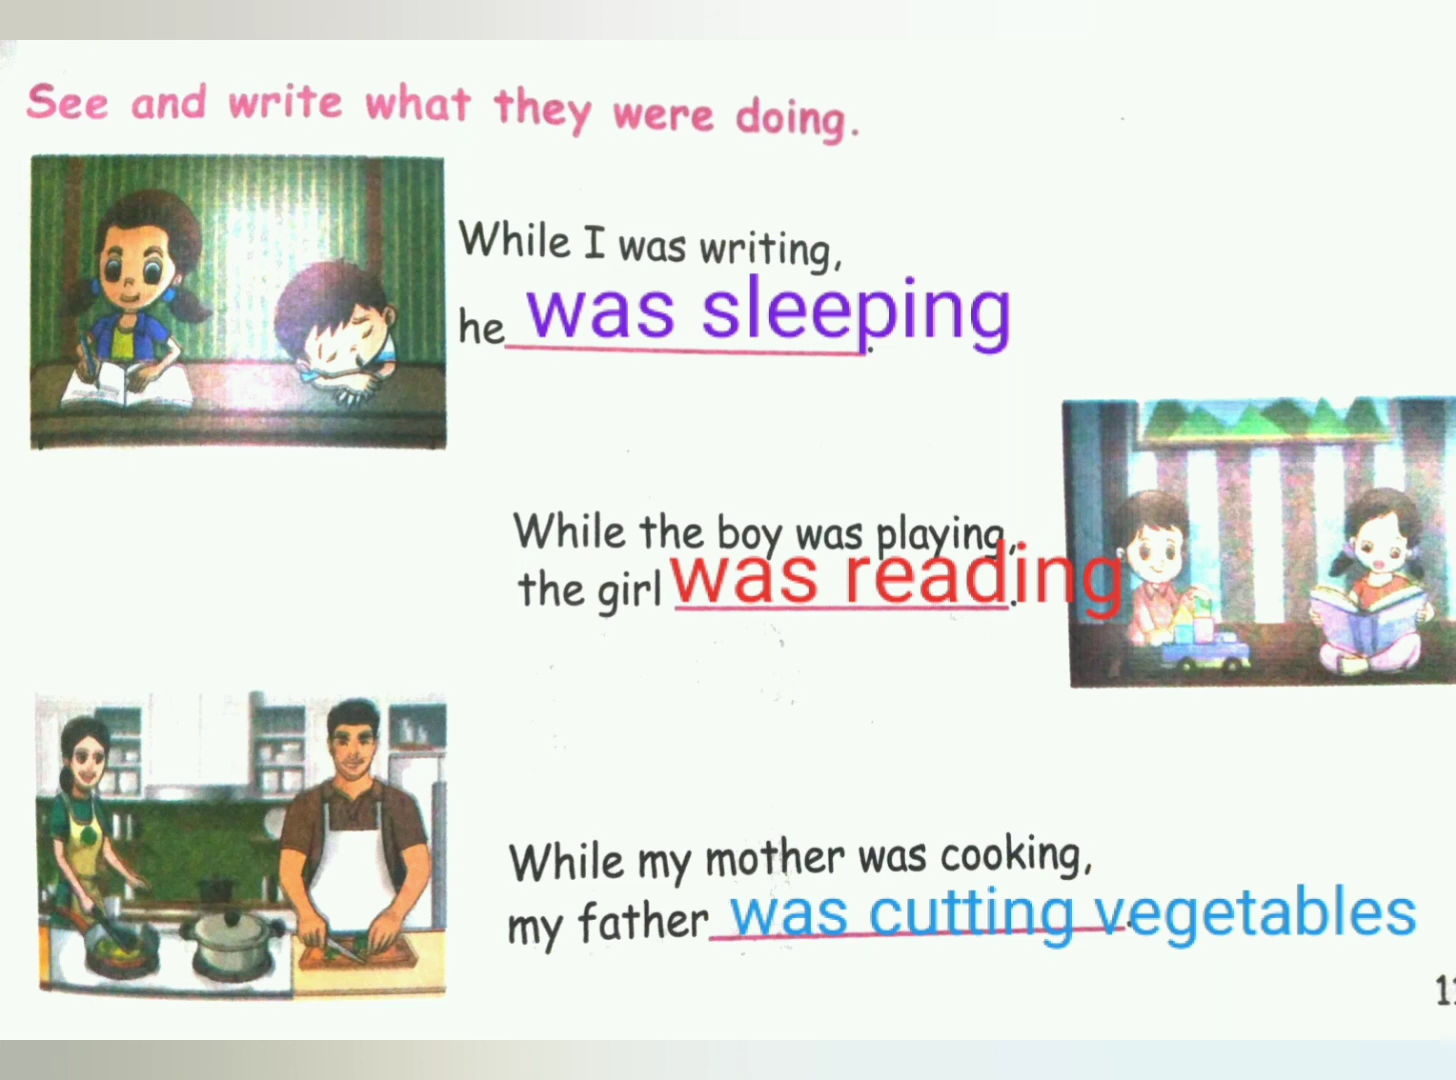 See and write what they were doing.
While I was writing,
he was sleeping.
While the boy was playing,
the girl was reading.
While my mother was cooking,
my father was cutting vegetables.